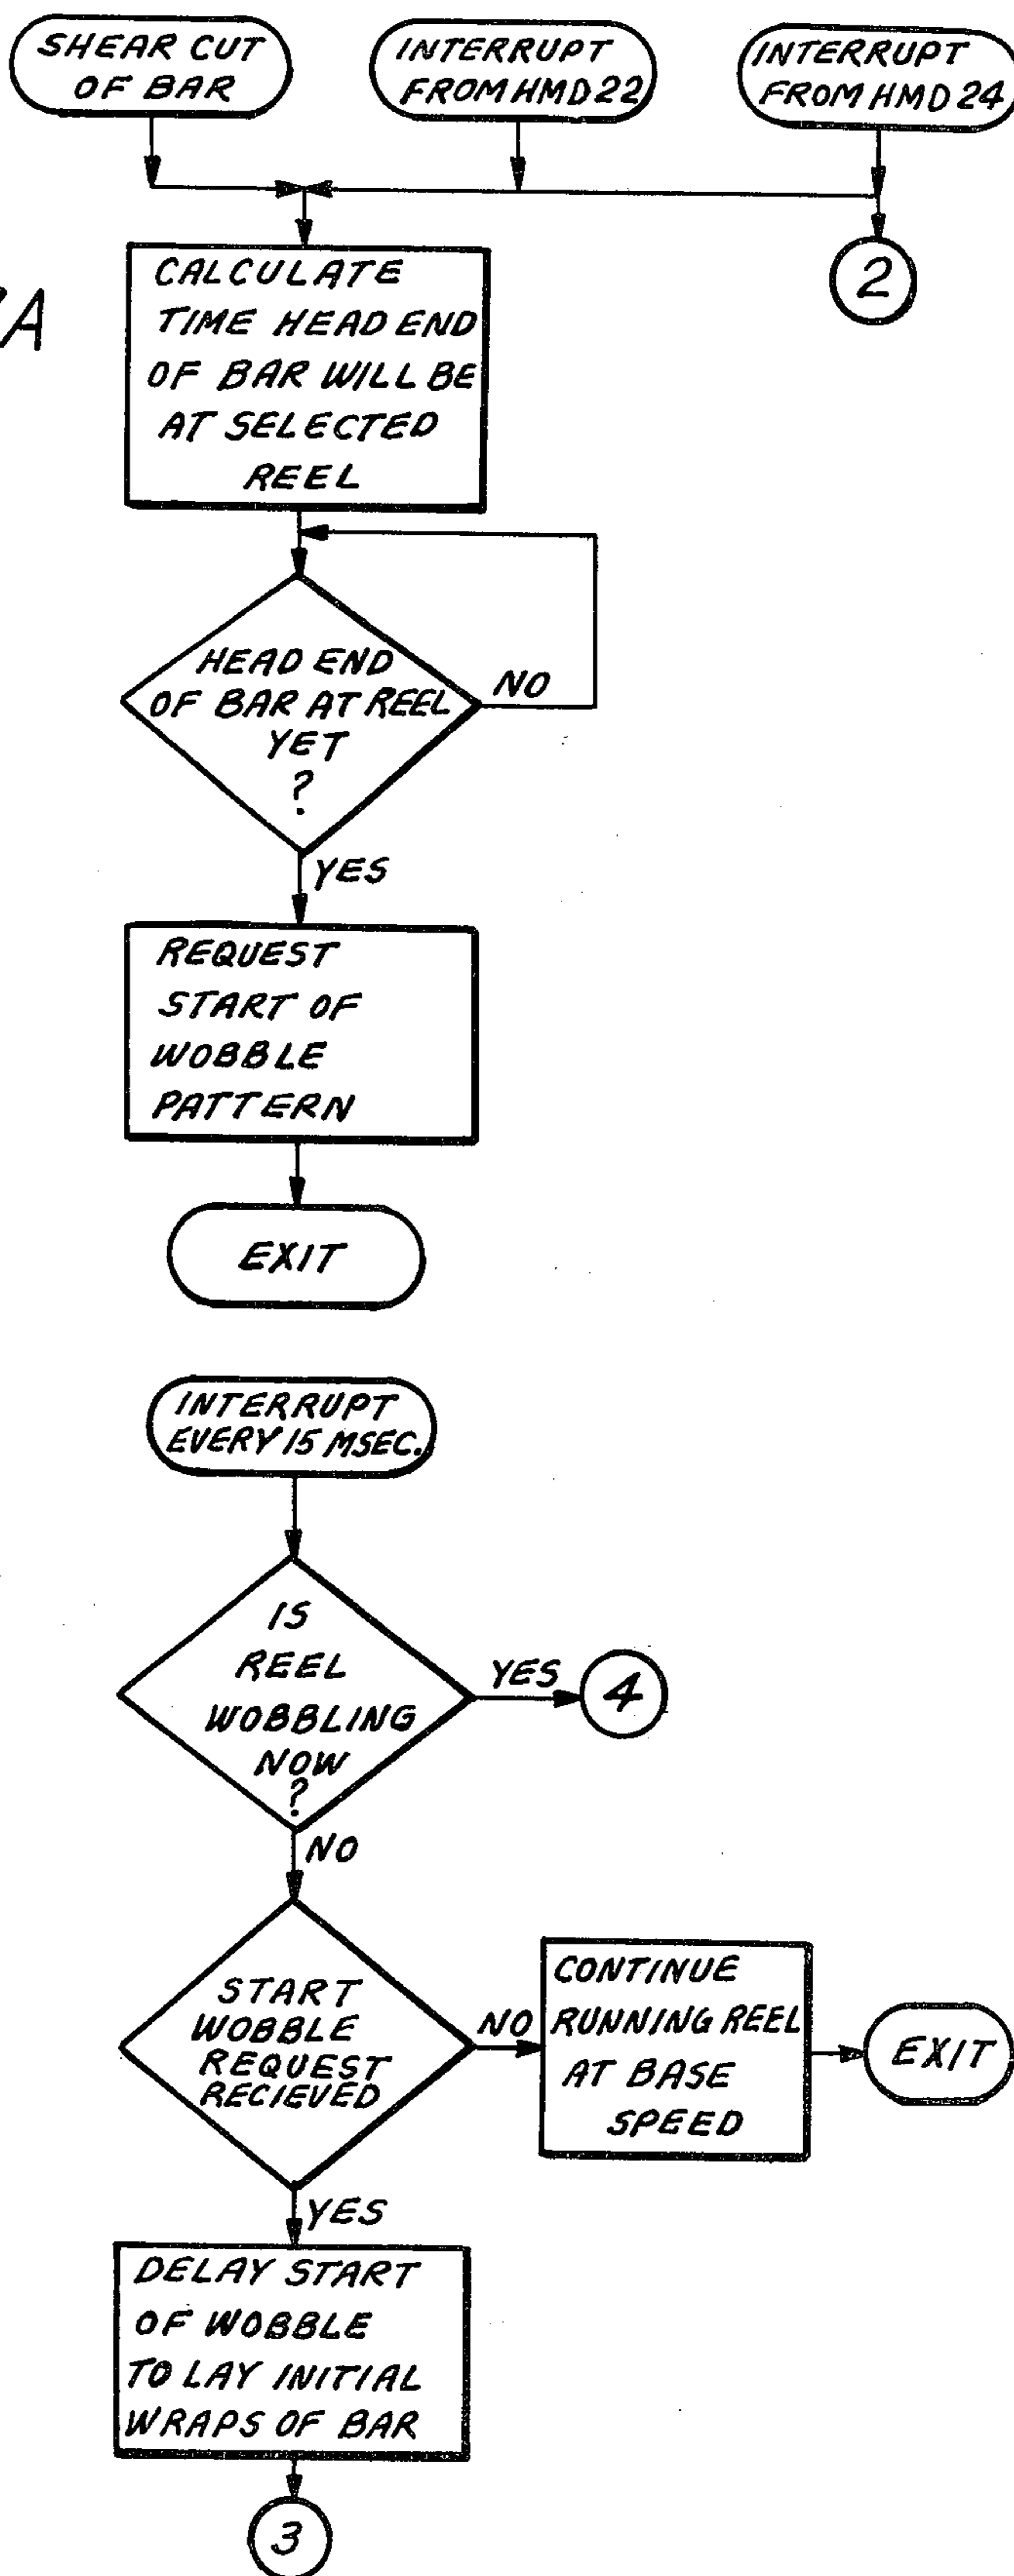 SHEAR CUT
OF BAR
INTERRUPT
FROM HMD 22
INTERRUPT
FROM HMD 24
2
CALCULATE
TIME HEAD END
OF BAR WILL BE
AT SELECTED
REEL
HEAD END
OF BAR AT REEL
YET
?
NO
YES
REQUEST
START OF
WOBBLE
PATTERN
EXIT
INTERRUPT
EVERY 15 MSEC.
IS
REEL
WOBBLING
NOW
?
YES
4
NO
START
WOBBLE
REQUEST
RECIEVED
NO
CONTINUE
RUNNING REEL
AT BASE
SPEED
EXIT
YES
DELAY START
OF WOBBLE
TO LAY INITIAL
WRAPS OF BAR
3